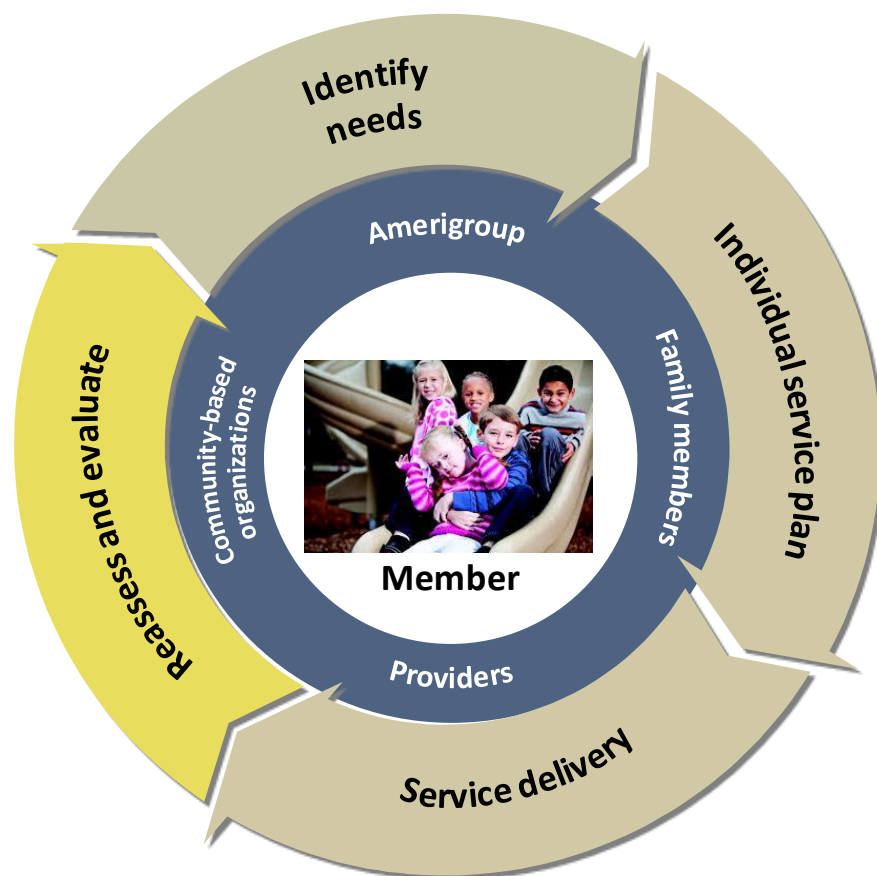 Identify
needs
Individual service plan
Service delivery
Reassess and evaluate
Amerigroup
Family members
Providers
Community-based
organizations
Member